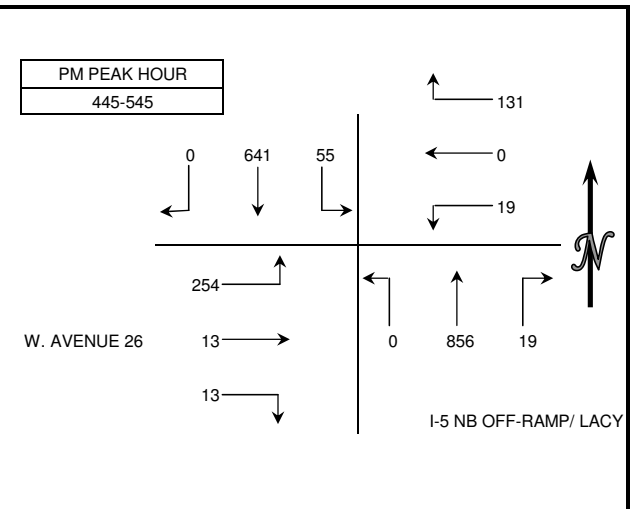 PM PEAK HOUR
445-545
131
0 641 55
0
19
N
254
W. AVENUE 26 13
0 856 19
13
I-5 NB OFF-RAMP/ LACY